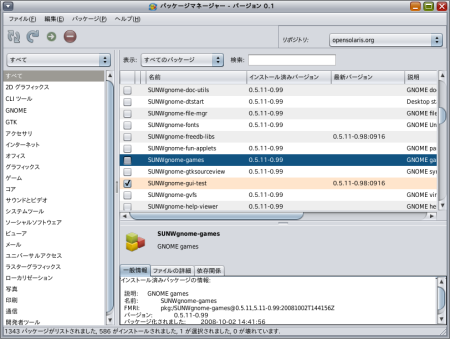 パッケージマネージャー - バージョン 0.1
ファイル(F) 編集(E) パッケージ(P) ヘルプ(H)
リポジトリ: opensolaris.org
すべて 表示: すべてのパッケージ 検索:
すべて
2D グラフィックス
CLI ツール
GNOME
GTK
アクセサリ
インターネット
オフィス
グラフィックス
ゲーム
コア
サウンドとビデオ
システムツール
ソーシャルソフトウェア
ビューア
メール
ユニバーサルアクセス
ラスターグラフィックス
ローカリゼーション
写真
印刷
通信
開発者ツール
名前 インストール済みバージョン 最新バージョン 説明
SUNWgnome-doc-utils 0.5.11-0.99 GNOME do
SUNWgnome-dtstart 0.5.11-0.99 Desktop st
SUNWgnome-file-mgr 0.5.11-0.99 GNOME file
SUNWgnome-fonts 0.5.11-0.99 GNOME Un
SUNWgnome-freedb-libs 0.5.11-0.98:0916
SUNWgnome-fun-applets 0.5.11-0.99 GNOME pa
SUNWgnome-games 0.5.11-0.99 GNOME ga
SUNWgnome-gtksourceview 0.5.11-0.99 GNOME syn
SUNWgnome-gui-test 0.5.11-0.98:0916
SUNWgnome-gvfs 0.5.11-0.99 GNOME vir
SUNWgnome-help-viewer 0.5.11-0.99 GNOME he
SUNWgnome-games
GNOME games
一般情報 ファイルの詳細 依存関係
インストール済みパッケージの情報:
説明: GNOME games
名前: SUNWgnome-games
FMRI: pkg:/SUNWgnome-games@0.5.11,5.11-0.99:20081002T144156Z
バージョン: 0.5.11-0.99
パッケージ化されました: 2008-10-02 14:41:56
1343 パッケージがリストされました, 586 がインストールされました, 1 が選択されました, 0 が壊れています.